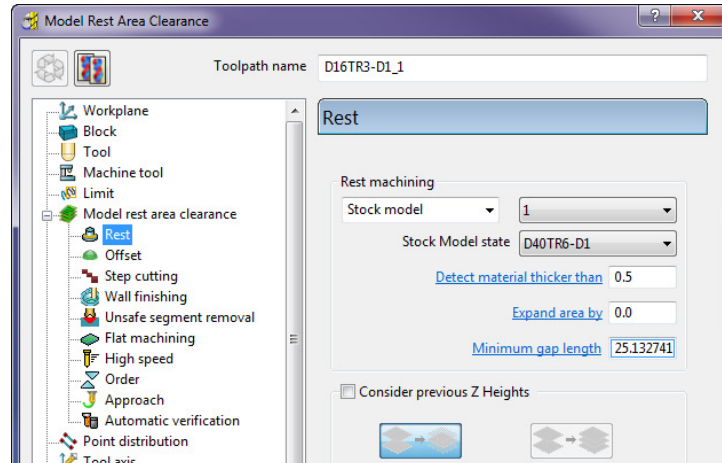 Model Rest Area Clearance
Toolpath name D16TR3-D1_1
Workplane
Block
Tool
Machine tool
Limit
Model rest area clearance
Rest
Offset
Step cutting
Wall finishing
Unsafe segment removal
Flat machining
High speed
Order
Approach
Automatic verification
Point distribution
Tool axis
Rest
Rest machining
Stock model 1
Stock Model state D40TR6-D1
Detect material thicker than 0.5
Expand area by 0.0
Minimum gap length 25.132741
Consider previous Z Heights